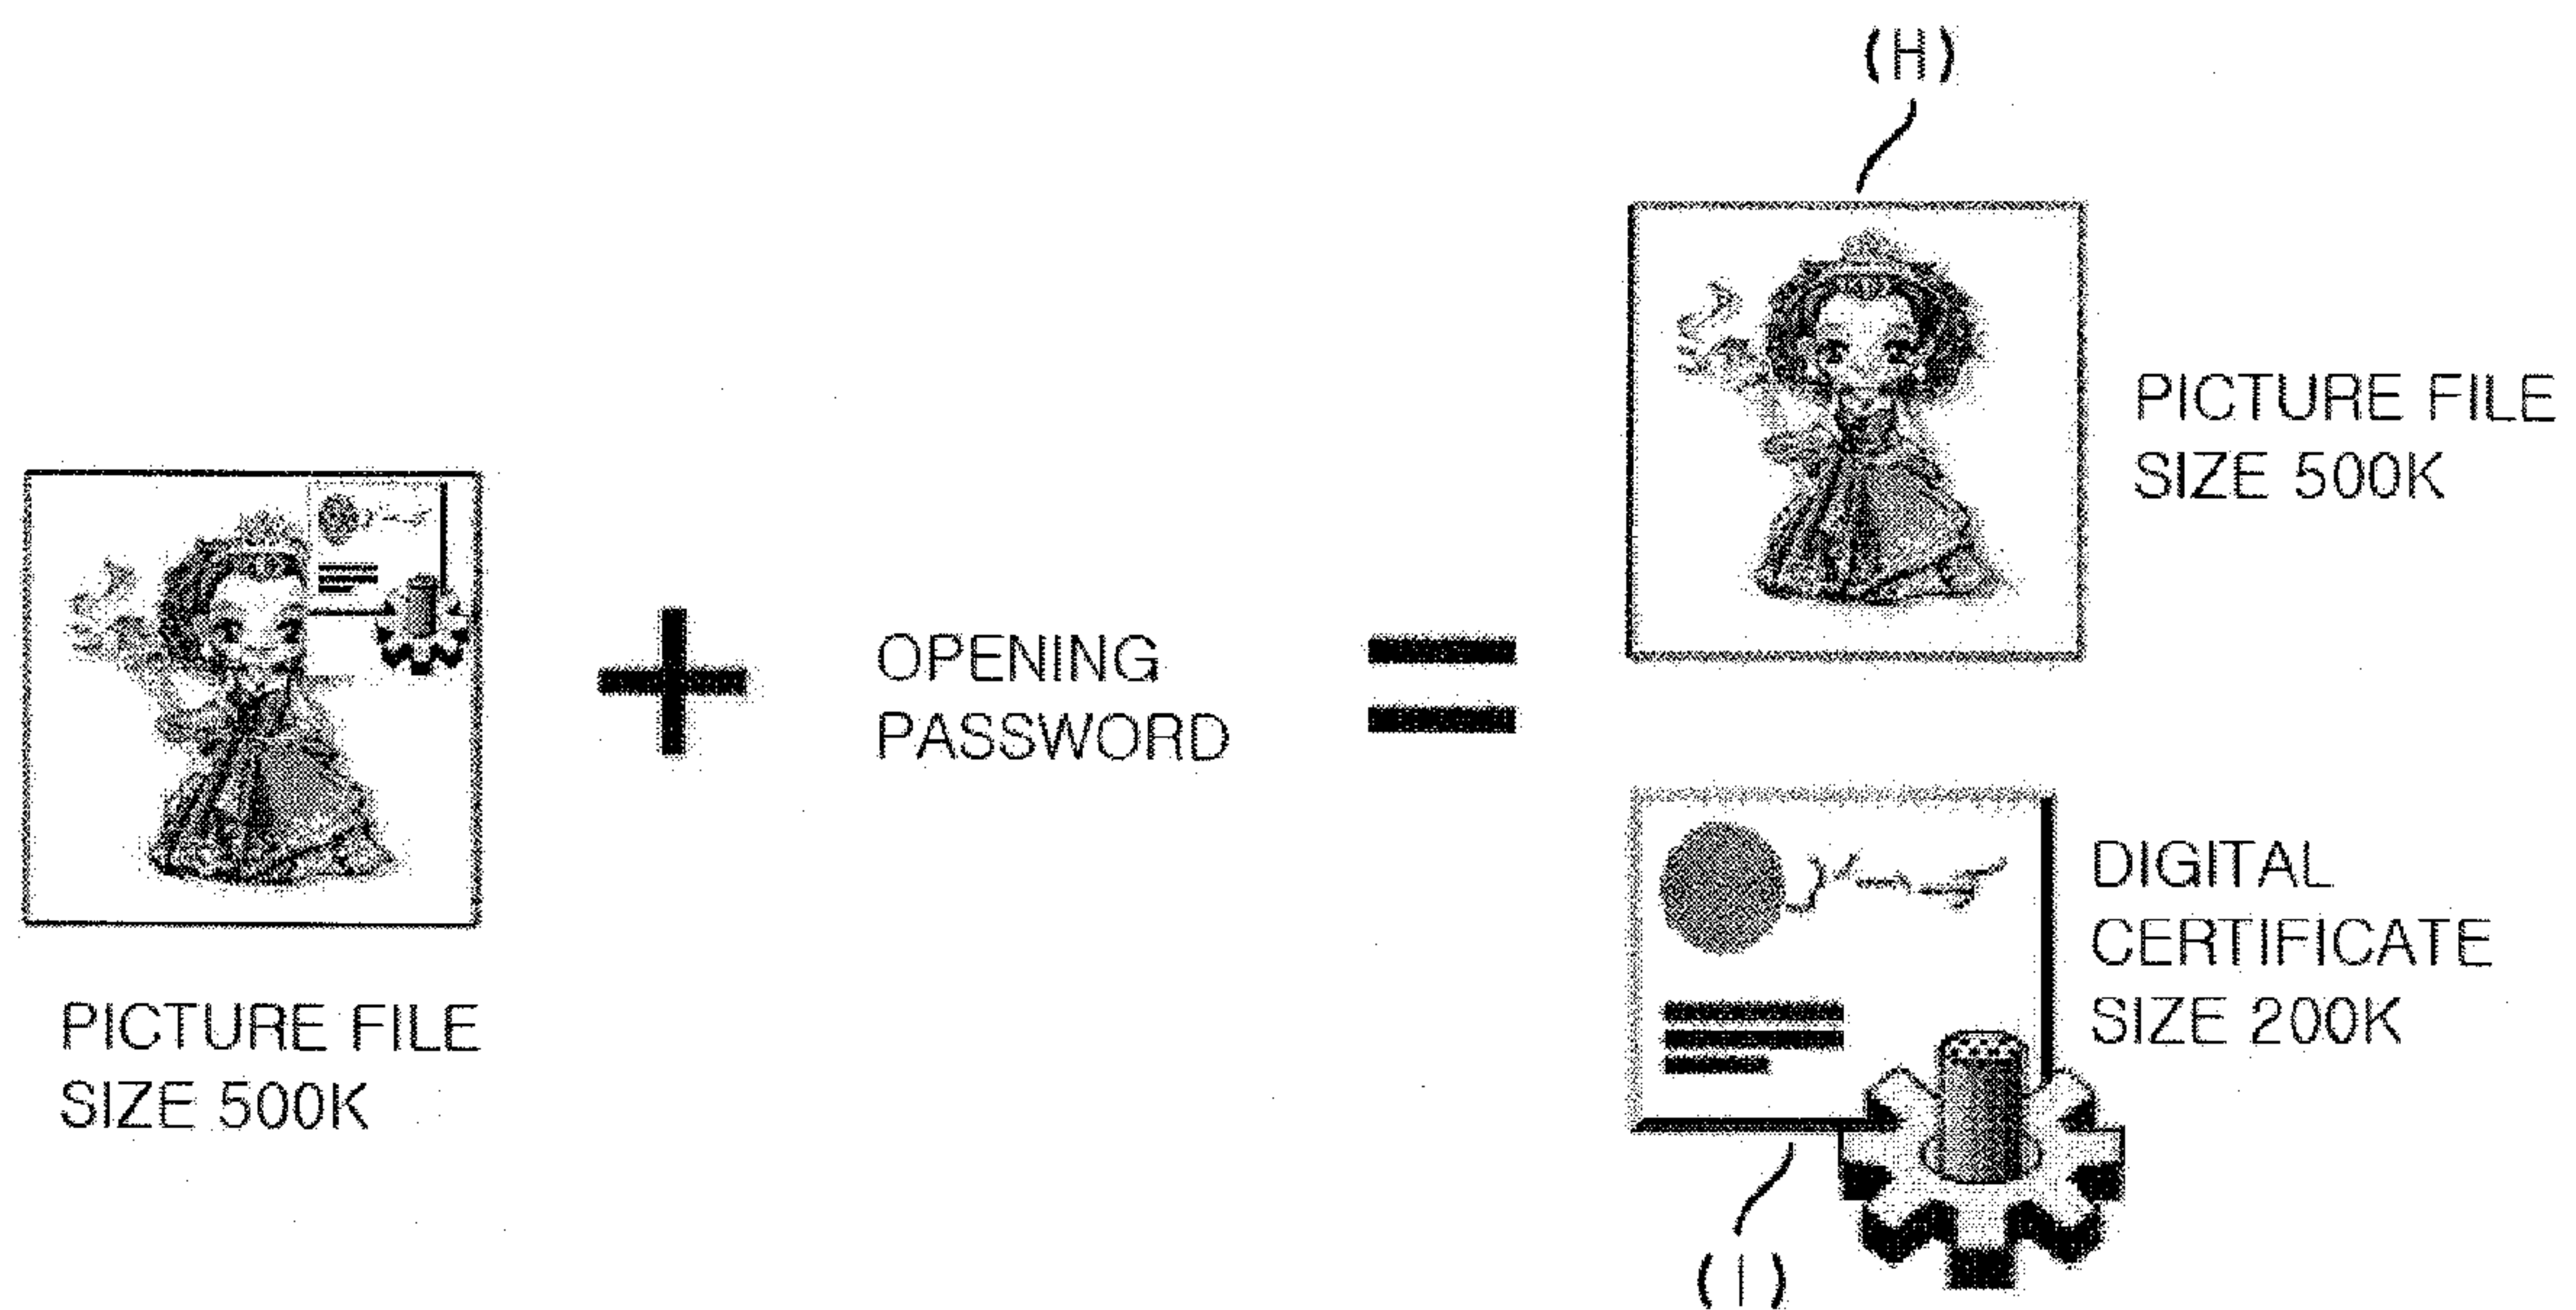 (H)
PICTURE FILE
SIZE 500K
OPENING
PASSWORD
PICTURE FILE
SIZE 500K
DIGITAL
CERTIFICATE
SIZE 200K
(I)